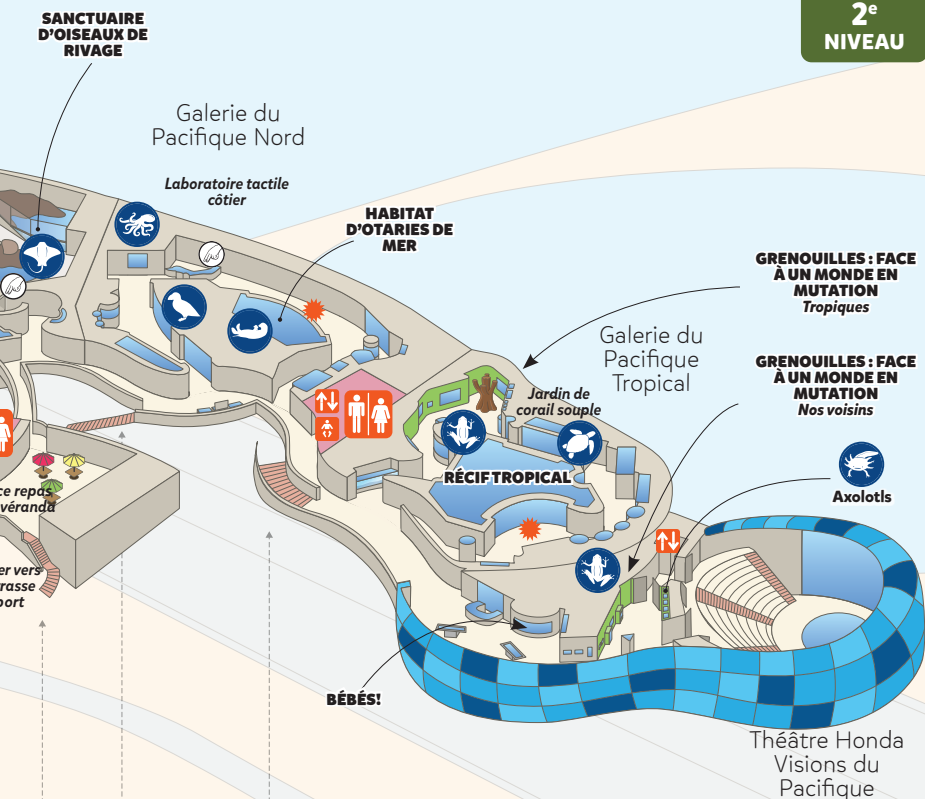 2e
NIVEAU
SANCTUAIRE
D'OISEAUX DE
RIVAGE
Galerie du
Pacifique Nord
Laboratoire tactile
côtier
HABITAT
D'OTARIES DE
MER
GRENOUILLES : FACE
À UN MONDE EN
MUTATION
Tropiques
Galerie du
Pacifique
Tropical
GRENOUILLES : FACE
À UN MONDE EN
MUTATION
Nos voisins
Jardin de
corail souple
RÉCIF TROPICAL
Axolotls
ce repas
véranda
er vers
rasse
port
BÉBÉS!
Théâtre Honda
Visions du
Pacifique